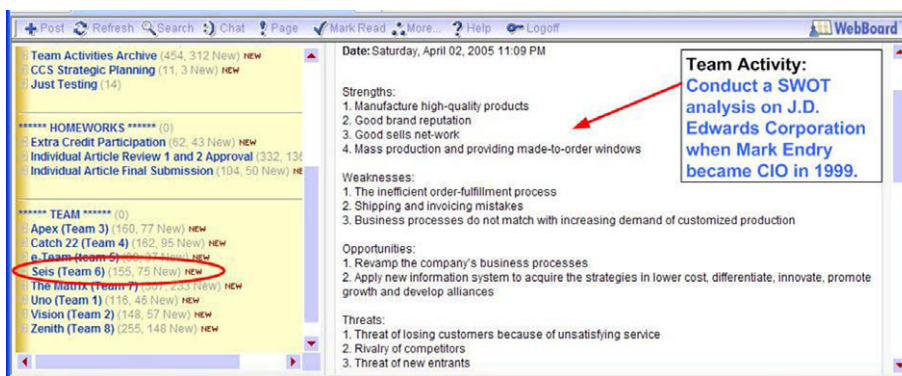 Post Refresh Search Chat Page Mark Read More... Help Logoff WebBoard
Team Activities Archive (454, 312 New) NEW
CCS Strategic Planning (11, 3 New) NEW
Just Testing (14)
****** HOMEWORKS ****** (0)
Extra Credit Participation (62, 43 New) NEW
Individual Article Review 1 and 2 Approval (332, 136
Individual Article Final Submission (104, 50 New) NE
****** TEAM ****** (0)
Apex (Team 3) (160, 77 New) NEW
Catch 22 (Team 4) (162, 95 New) NEW
e-Team (team 5) NEW
Seis (Team 6) (155, 75 New) NEW
The Matrix (Team 7) NEW
Uno (Team 1) (116, 46 New) NEW
Vision (Team 2) (148, 57 New) NEW
Zenith (Team 8) (255, 148 New) NEW
Date: Saturday, April 02, 2005 11:09 PM
Strengths:
1. Manufacture high-quality products
2. Good brand reputation
3. Good sells net-work
4. Mass production and providing made-to-order windows
Weaknesses:
1. The inefficient order-fulfillment process
2. Shipping and invoicing mistakes
3. Business processes do not match with increasing demand of customized production
Opportunities:
1. Revamp the company's business processes
2. Apply new information system to acquire the strategies in lower cost, differentiate, innovate, promote
growth and develop alliances
Threats:
1. Threat of losing customers because of unsatisfying service
2. Rivalry of competitors
3. Threat of new entrants
Team Activity:
Conduct a SWOT
analysis on J.D.
Edwards Corporation
when Mark Endry
became CIO in 1999.